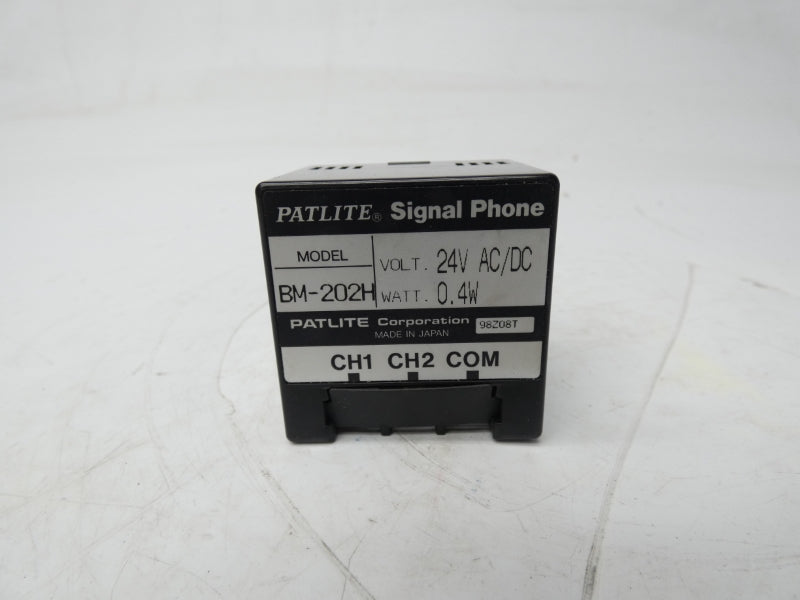 PATLITE® Signal Phone
MODEL
VOLT. 24V AC/DC
BM-202H
WATT. 0.4W
PATLITE Corporation 98Z08T
MADE IN JAPAN
CH1 CH2 COM